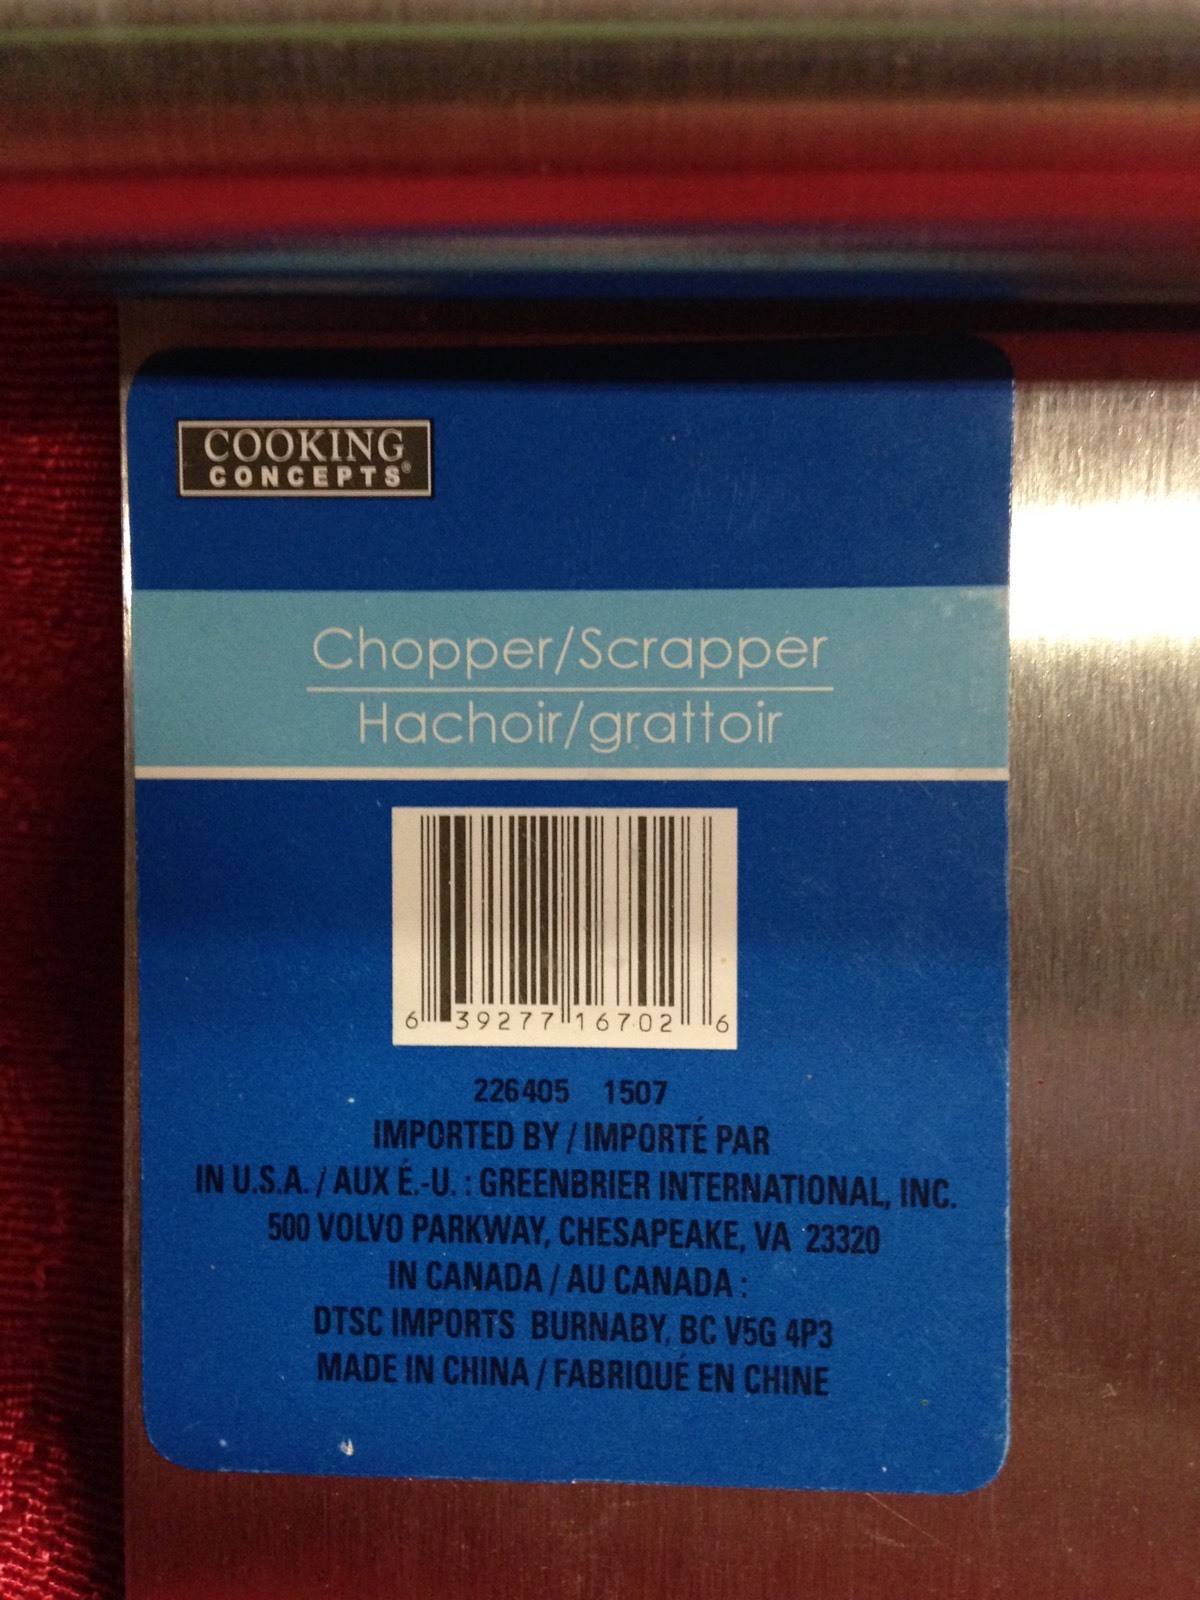 COOKING
CONCEPTS®
Chopper/Scrapper
Hachoir/grattoir
6 39277 16702 6
226405 1507
IMPORTED BY / IMPORTÉ PAR
IN U.S.A. / AUX É.-U. : GREENBRIER INTERNATIONAL, INC.
500 VOLVO PARKWAY, CHESAPEAKE, VA 23320
IN CANADA / AU CANADA :
DTSC IMPORTS BURNABY, BC V5G 4P3
MADE IN CHINA / FABRIQUÉ EN CHINE